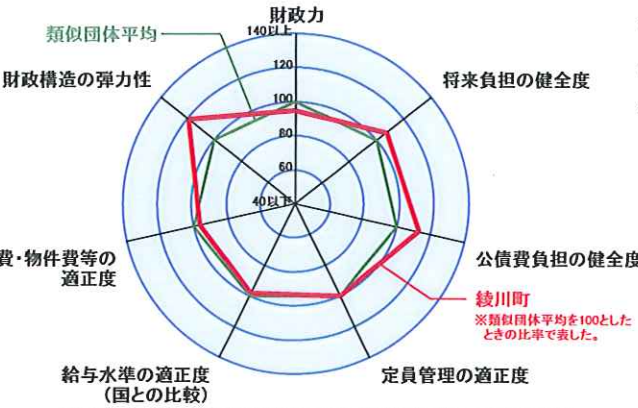 財政力
140以上
類似団体平均
120
財政構造の弾力性
将来負担の健全度
100
80
60
40以下
費・物件費等の
適正度
公債費負担の健全度
綾川町
※類似団体平均を100とした
ときの比率で表した。
給与水準の適正度
(国との比較)
定員管理の適正度